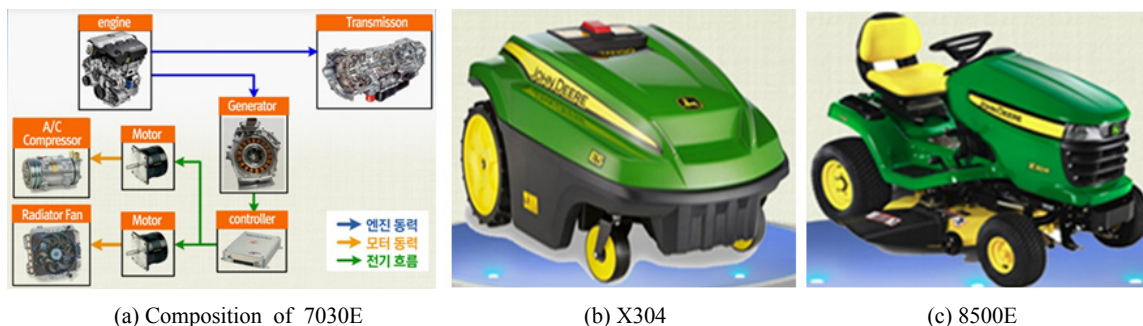 engine
Transmisson
Generator
A/C
Compressor
Motor
Radiator Fan
Motor
controller
엔진 동력
모터 동력
전기 흐름
JOHN DEERE
JOHN DEERE
(a) Composition of 7030E
(b) X304
(c) 8500E